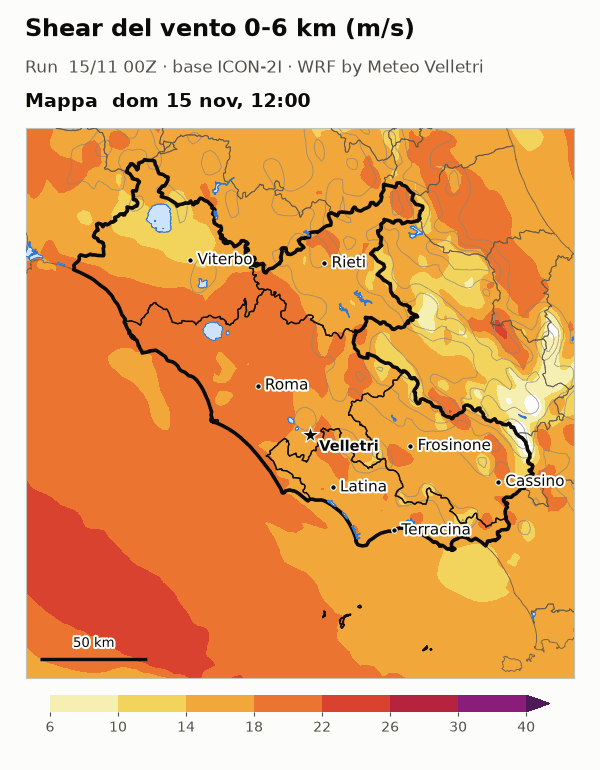 Shear del vento 0-6 km (m/s)
Run  15/11 00Z · base ICON-2I · WRF by Meteo Velletri
Mappa  dom 15 nov, 12:00
Viterbo
Rieti
Roma
Velletri
Frosinone
Cassino
Latina
Terracina
50 km
6 10 14 18 22 26 30 40